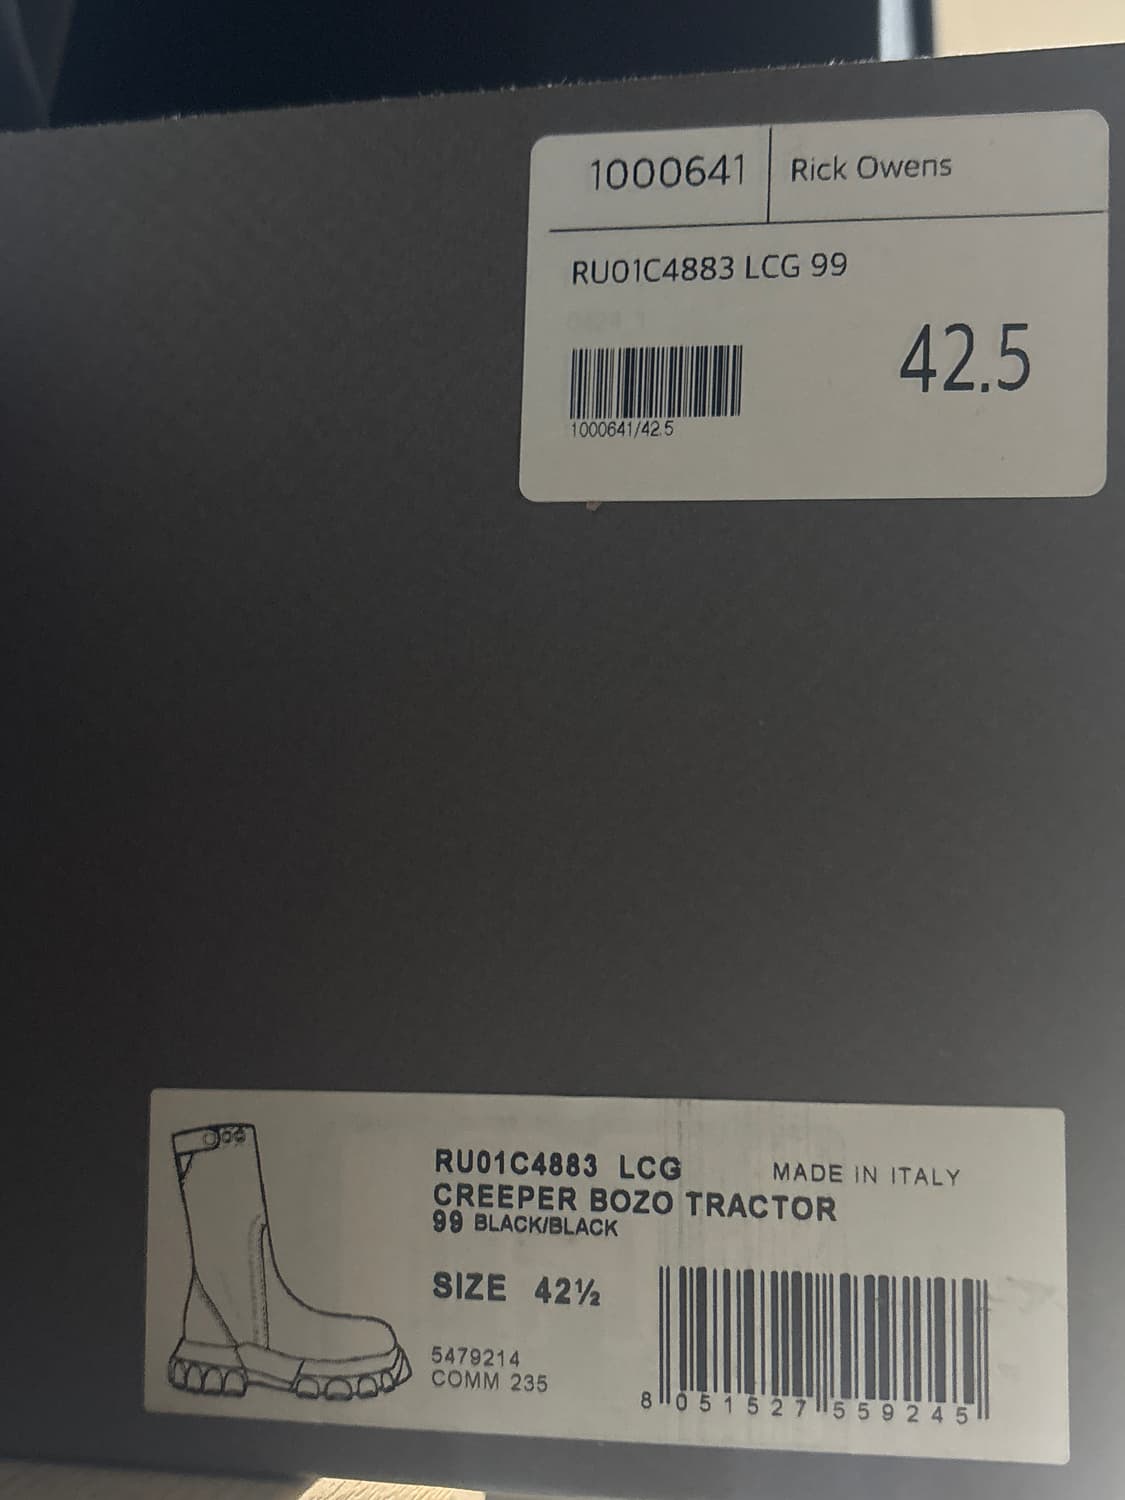 1000641 Rick Owens
RU01C4883 LCG 99
42.5
1000641/42.5
RU01C4883 LCG MADE IN ITALY
CREEPER BOZO TRACTOR
99 BLACK/BLACK
SIZE 42½
5479214
COMM 235
8 051527 559245